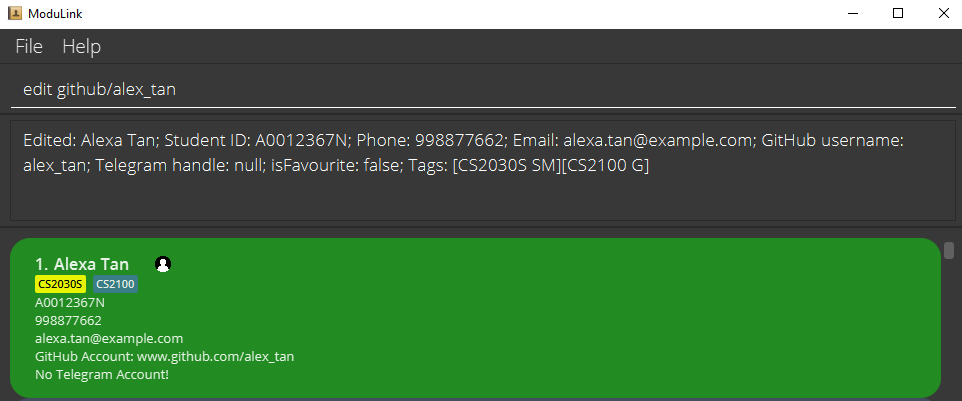 ModuLink
File Help
edit github/alex_tan
Edited: Alexa Tan; Student ID: A0012367N; Phone: 998877662; Email: alexa.tan@example.com; GitHub username:
alex_tan; Telegram handle: null; isFavourite: false; Tags: [CS2030S SM][CS2100 G]
1. Alexa Tan
CS2030S CS2100
A0012367N
998877662
alexa.tan@example.com
GitHub Account: www.github.com/alex_tan
No Telegram Account!